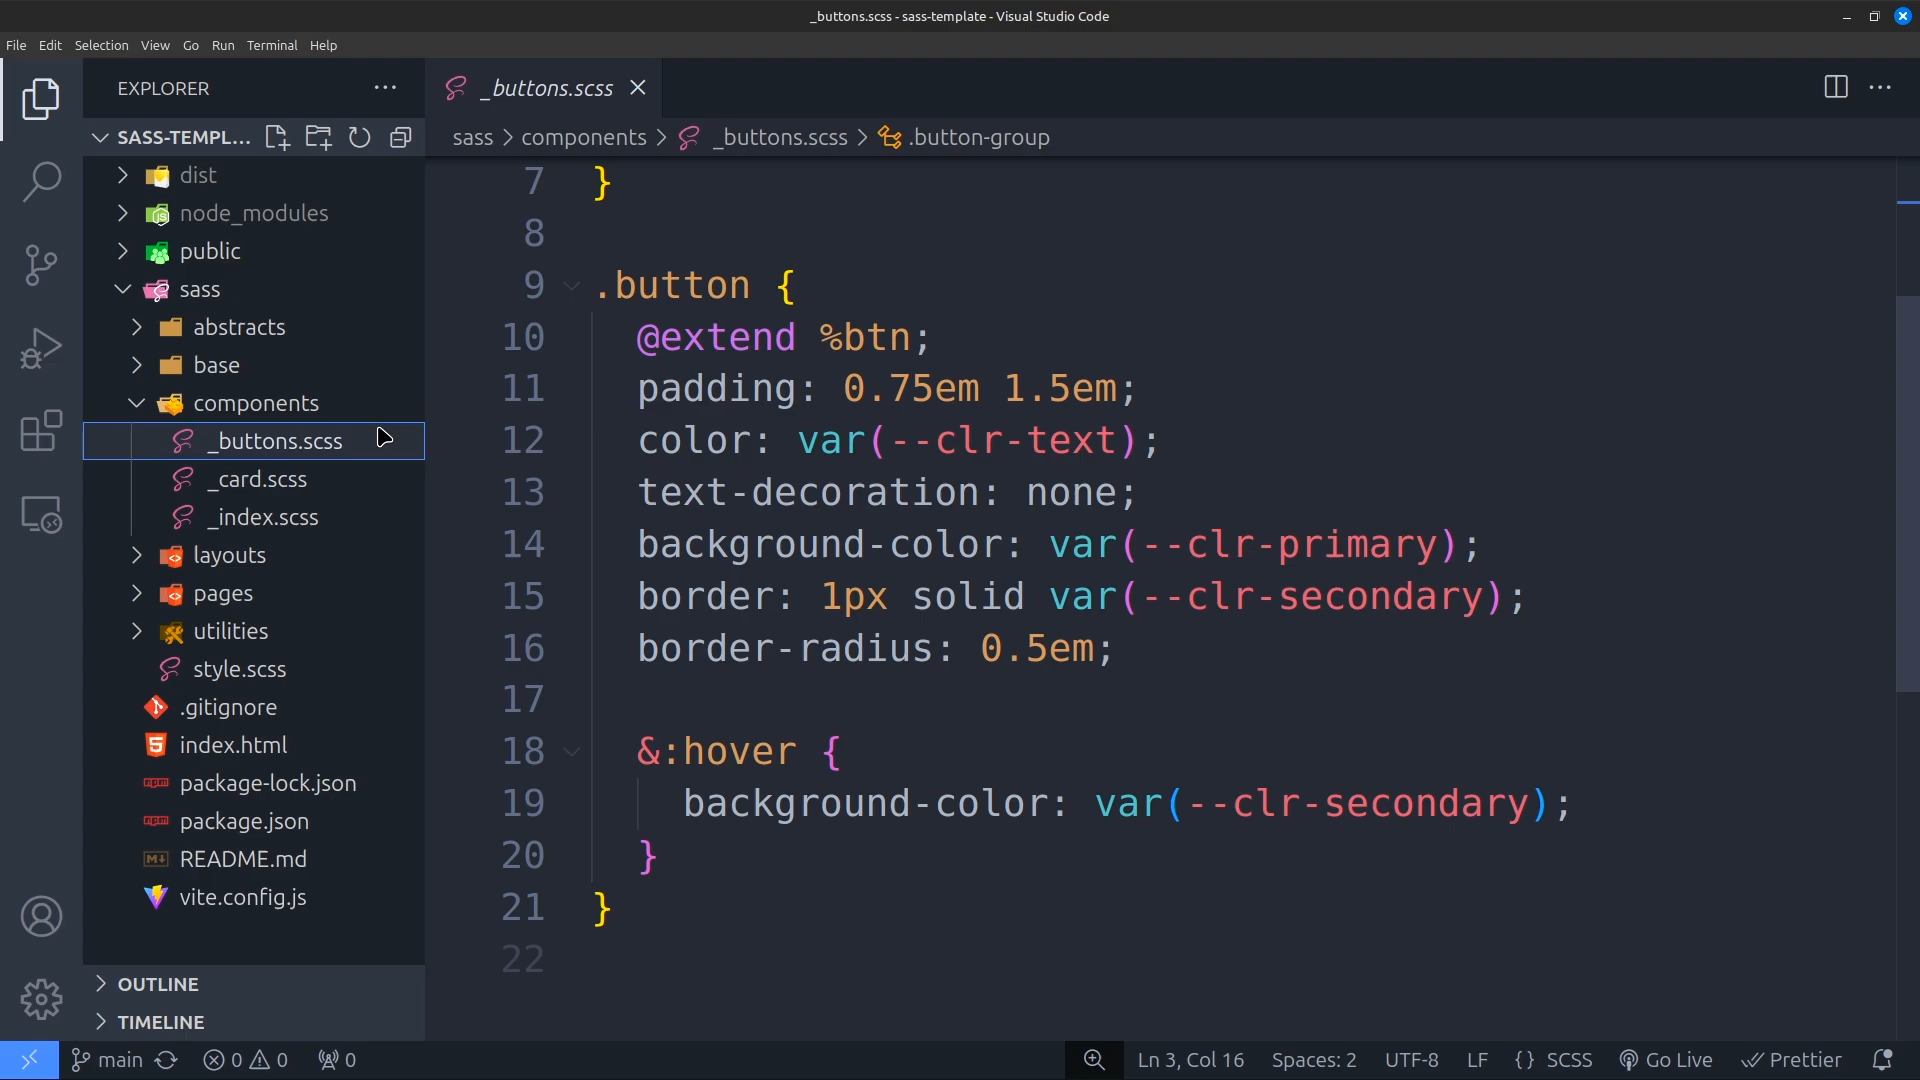 _buttons.scss - sass-template - Visual Studio Code
File Edit Selection View Go Run Terminal Help
EXPLORER
SASS-TEMPL...
dist
node_modules
public
sass
abstracts
base
components
_buttons.scss
_card.scss
_index.scss
layouts
pages
utilities
style.scss
.gitignore
index.html
package-lock.json
package.json
README.md
vite.config.js
OUTLINE
TIMELINE
_buttons.scss
sass > components > _buttons.scss > .button-group
7 }
8
9 .button {
10 @extend %btn;
11 padding: 0.75em 1.5em;
12 color: var(--clr-text);
13 text-decoration: none;
14 background-color: var(--clr-primary);
15 border: 1px solid var(--clr-secondary);
16 border-radius: 0.5em;
17
18 &:hover {
19 background-color: var(--clr-secondary);
20 }
21 }
22
main 0 0 0 Ln 3, Col 16 Spaces: 2 UTF-8 LF {} SCSS Go Live Prettier